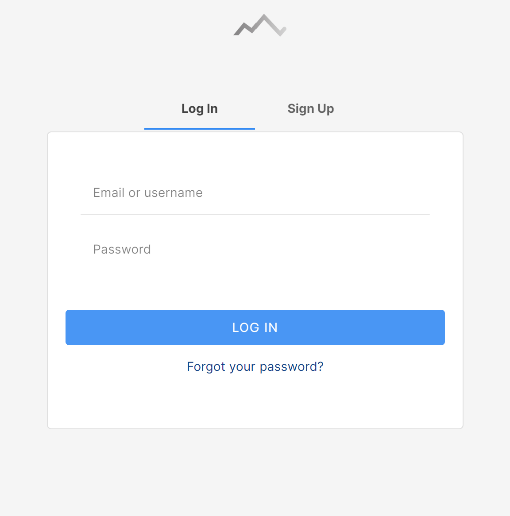 Log In
Sign Up
Email or username
Password
LOG IN
Forgot your password?